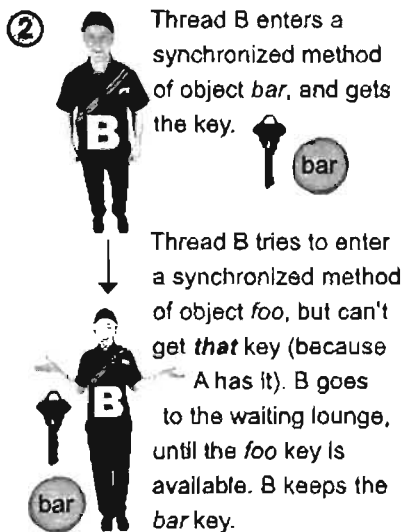 ②
Thread B enters a
synchronized method
of object bar, and gets
the key.
B
bar
Thread B tries to enter
a synchronized method
of object foo, but can't
get that key (because
A has it). B goes
to the waiting lounge,
until the foo key is
available. B keeps the
bar key.
B
bar